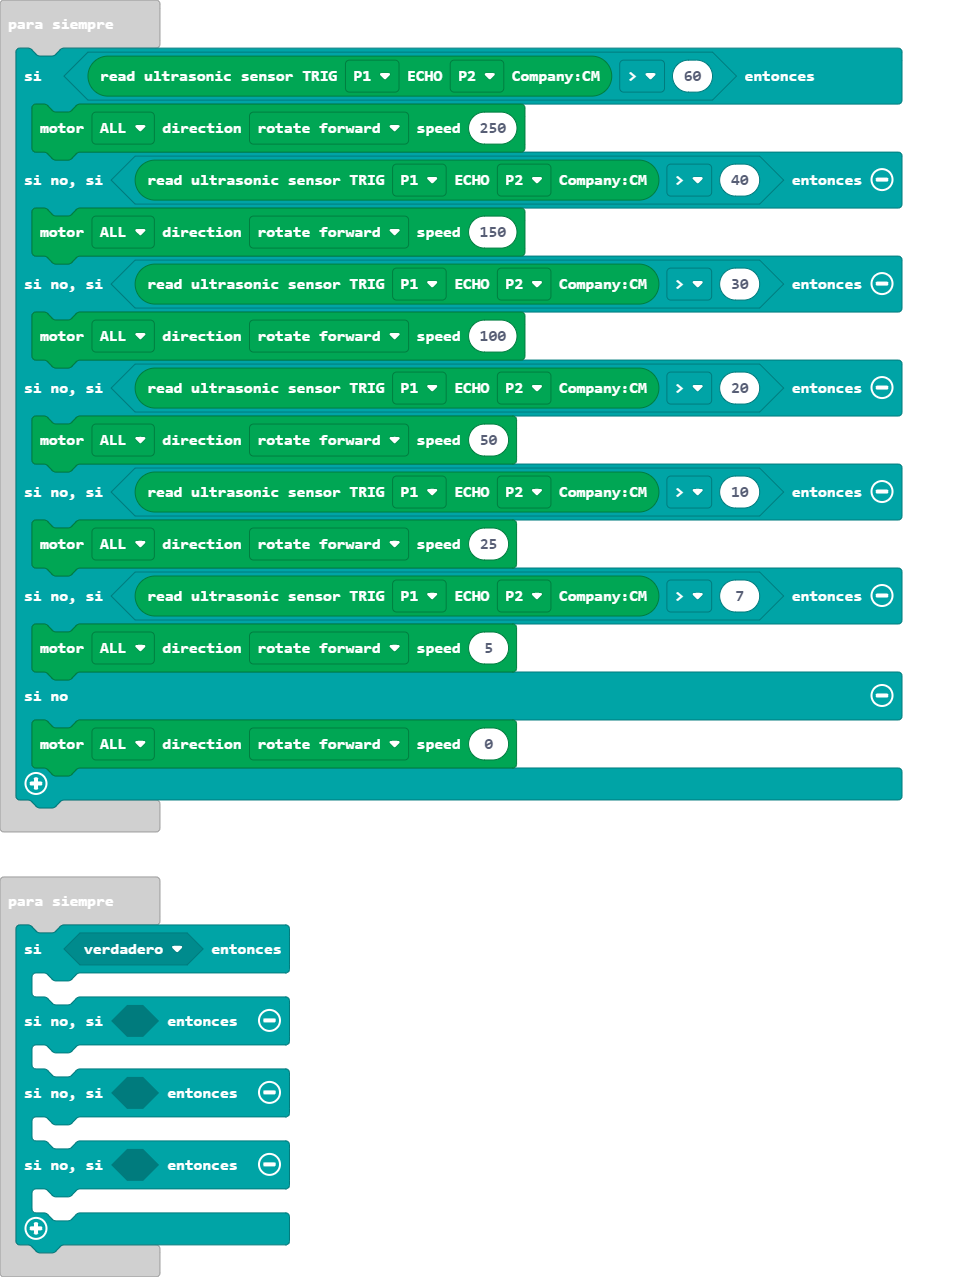 para siempre
si read ultrasonic sensor TRIG P1 ECHO P2 Company:CM > 60 entonces
motor ALL direction rotate forward speed 250
si no, si read ultrasonic sensor TRIG P1 ECHO P2 Company:CM > 40 entonces
motor ALL direction rotate forward speed 150
si no, si read ultrasonic sensor TRIG P1 ECHO P2 Company:CM > 30 entonces
motor ALL direction rotate forward speed 100
si no, si read ultrasonic sensor TRIG P1 ECHO P2 Company:CM > 20 entonces
motor ALL direction rotate forward speed 50
si no, si read ultrasonic sensor TRIG P1 ECHO P2 Company:CM > 10 entonces
motor ALL direction rotate forward speed 25
si no, si read ultrasonic sensor TRIG P1 ECHO P2 Company:CM > 7 entonces
motor ALL direction rotate forward speed 5
si no
motor ALL direction rotate forward speed 0
para siempre
si verdadero entonces
si no, si entonces
si no, si entonces
si no, si entonces